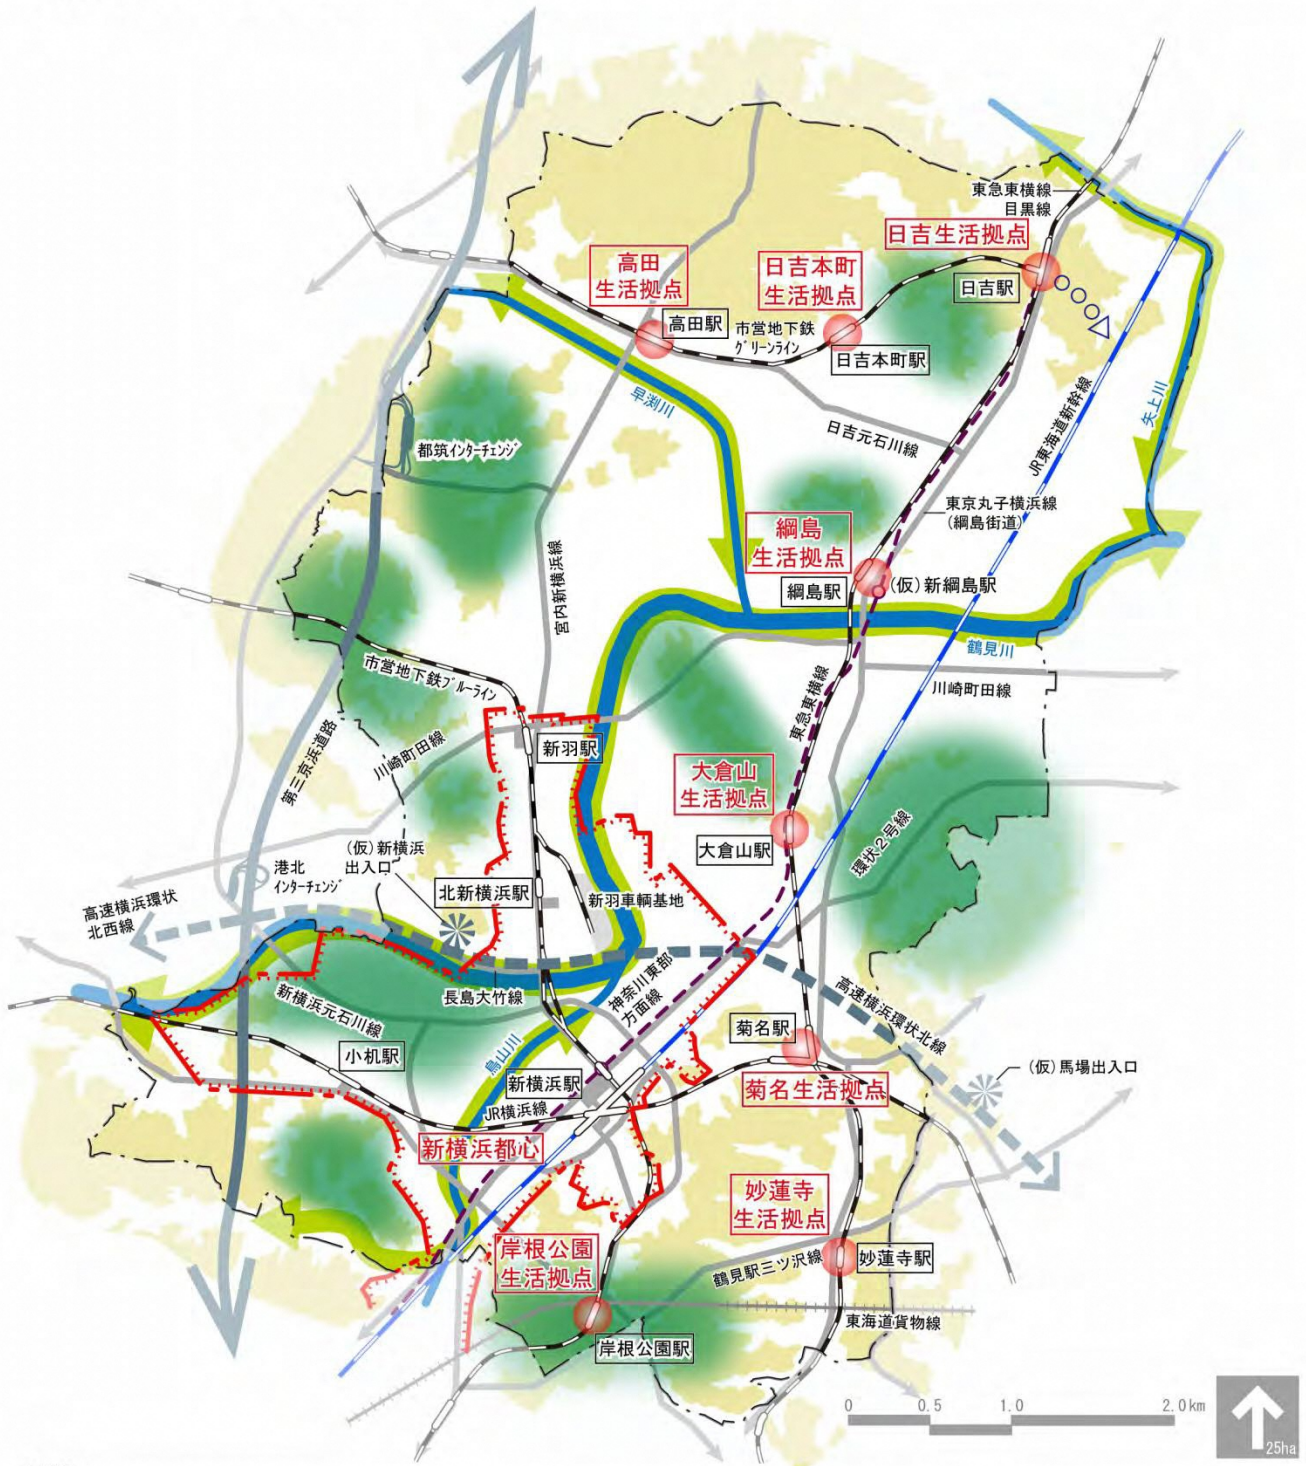 東急東横線
目黒線
日吉生活拠点
高田
生活拠点
日吉本町
生活拠点
日吉駅
高田駅
市営地下鉄
グリーンライン
日吉本町駅
早渕川
矢上川
JR東海道新幹線
日吉元石川線
都筑インターチェンジ
東京丸子横浜線
(綱島街道)
綱島
生活拠点
宮内新横浜線
綱島駅
(仮)新綱島駅
鶴見川
市営地下鉄ブルーライン
川崎町田線
東急東横線
第三京浜道路
川崎町田線
新羽駅
大倉山
生活拠点
大倉山駅
環状2号線
(仮)新横浜
出入口
港北
インターチェンジ
北新横浜駅
新羽車輌基地
高速横浜環状
北西線
長島大竹線
神奈川東部
方面線
新横浜元石川線
高速横浜環状北線
菊名駅
小机駅
鳥山川
新横浜駅
(仮)馬場出入口
菊名生活拠点
JR横浜線
新横浜都心
妙蓮寺
生活拠点
岸根公園
生活拠点
鶴見駅三ツ沢線
妙蓮寺駅
東海道貨物線
岸根公園駅
0 0.5 1.0 2.0km
25ha